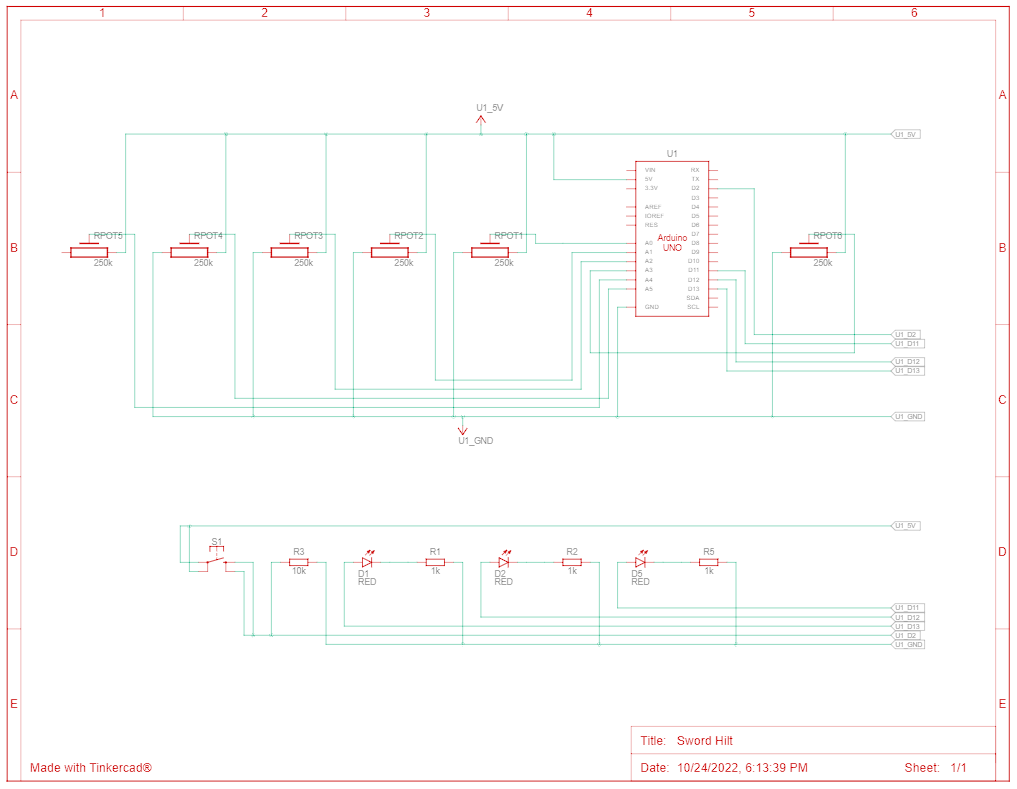 1 2 3 4 5 6
A A
U1_5V
U1_5V
U1
VIN RX
5V TX
3.3V D2
D3
AREF D4
IOREF D5
RES D6
D7
A0 D8
A1 D9
A2 D10
A3 D11
A4 D12
A5 D13
SDA
GND SCL
Arduino
UNO
B B
RPOT5 RPOT4 RPOT3 RPOT2 RPOT1 RPOT8
250k 250k 250k 250k 250k 250k
U1_D2
U1_D11
U1_D12
U1_D13
C C
U1_GND
U1_GND
U1_5V
D D
S1 R3 R1 R2 R5
10k 1k 1k 1k
D1 D2 D5
RED RED RED
U1_D11
U1_D12
U1_D13
U1_D2
U1_GND
E E
Title: Sword Hilt
Made with Tinkercad®
Date: 10/24/2022, 6:13:39 PM Sheet: 1/1